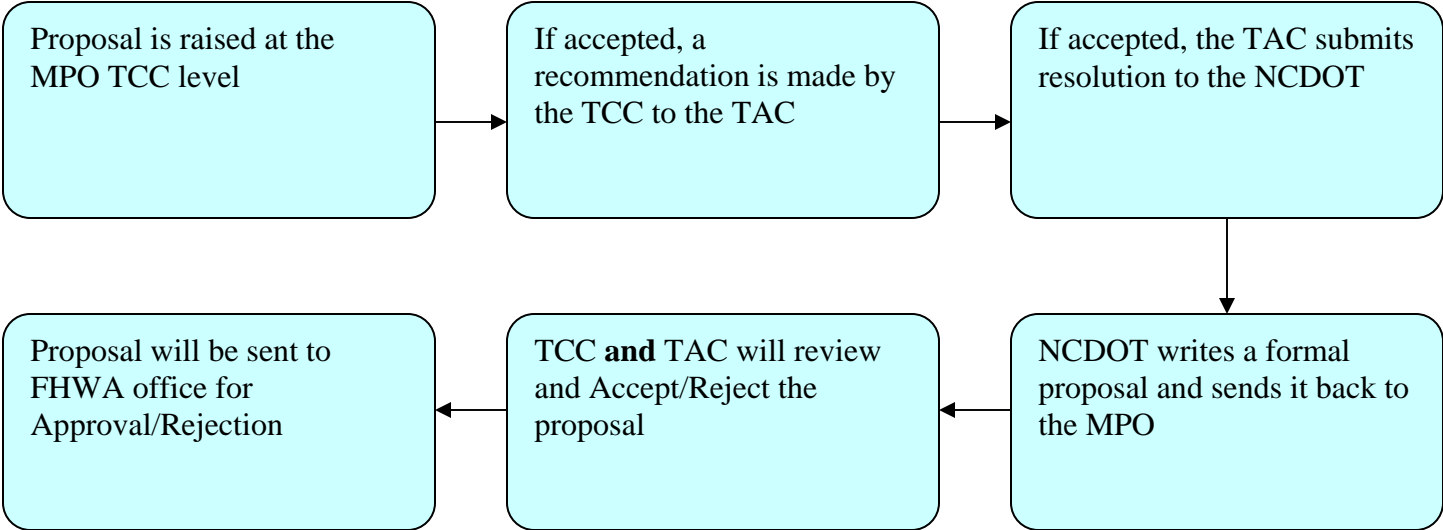 Proposal is raised at the
MPO TCC level
If accepted, a
recommendation is made by
the TCC to the TAC
If accepted, the TAC submits
resolution to the NCDOT
NCDOT writes a formal
proposal and sends it back to
the MPO
TCC and TAC will review
and Accept/Reject the
proposal
Proposal will be sent to
FHWA office for
Approval/Rejection